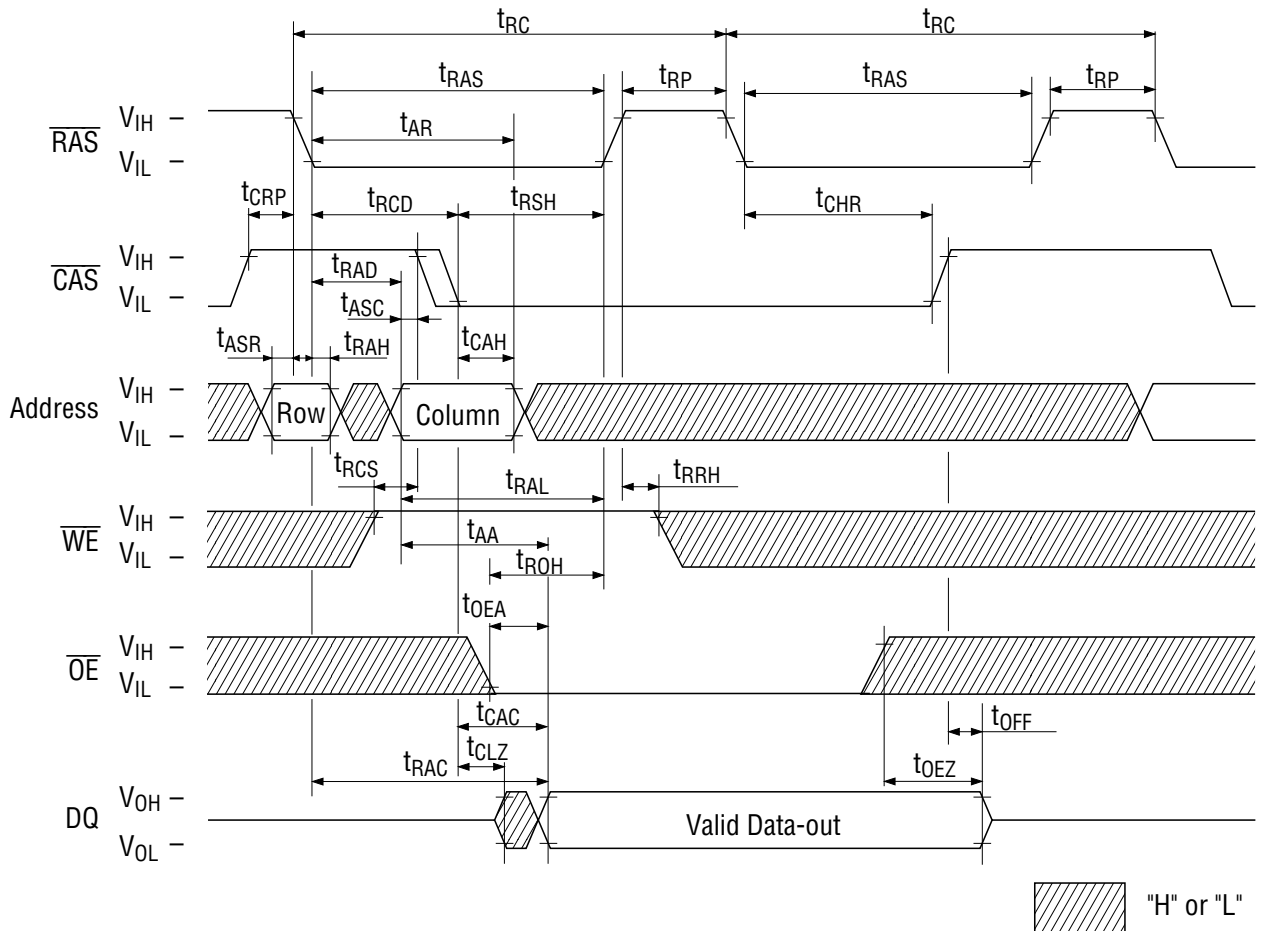 tRC tRC
tRAS tRP tRAS tRP
RAS VIH – tAR
VIL –
tCRP tRCD tRSH tCHR
CAS VIH –
tRAD
VIL –
tASC
tASR tRAH tCAH
Address VIH –
Row Column
VIL –
tRCS tRAL tRRH
WE VIH –
tAA
VIL –
tROH
tOEA
OE VIH –
VIL –
tCAC tOFF
tCLZ
tRAC tOEZ
DQ VOH –
Valid Data-out
VOL –
"H" or "L"